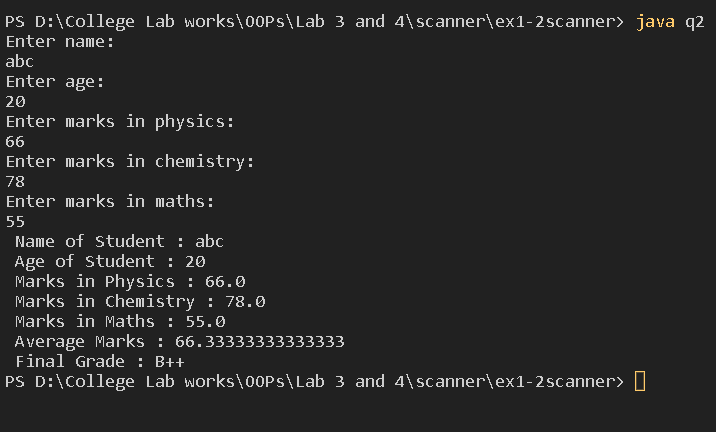 PS D:\College Lab works\OOPs\Lab 3 and 4\scanner\ex1-2scanner> java q2
Enter name:
abc
Enter age:
20
Enter marks in physics:
66
Enter marks in chemistry:
78
Enter marks in maths:
55
Name of Student : abc
Age of Student : 20
Marks in Physics : 66.0
Marks in Chemistry : 78.0
Marks in Maths : 55.0
Average Marks : 66.33333333333333
Final Grade : B++
PS D:\College Lab works\OOPs\Lab 3 and 4\scanner\ex1-2scanner>